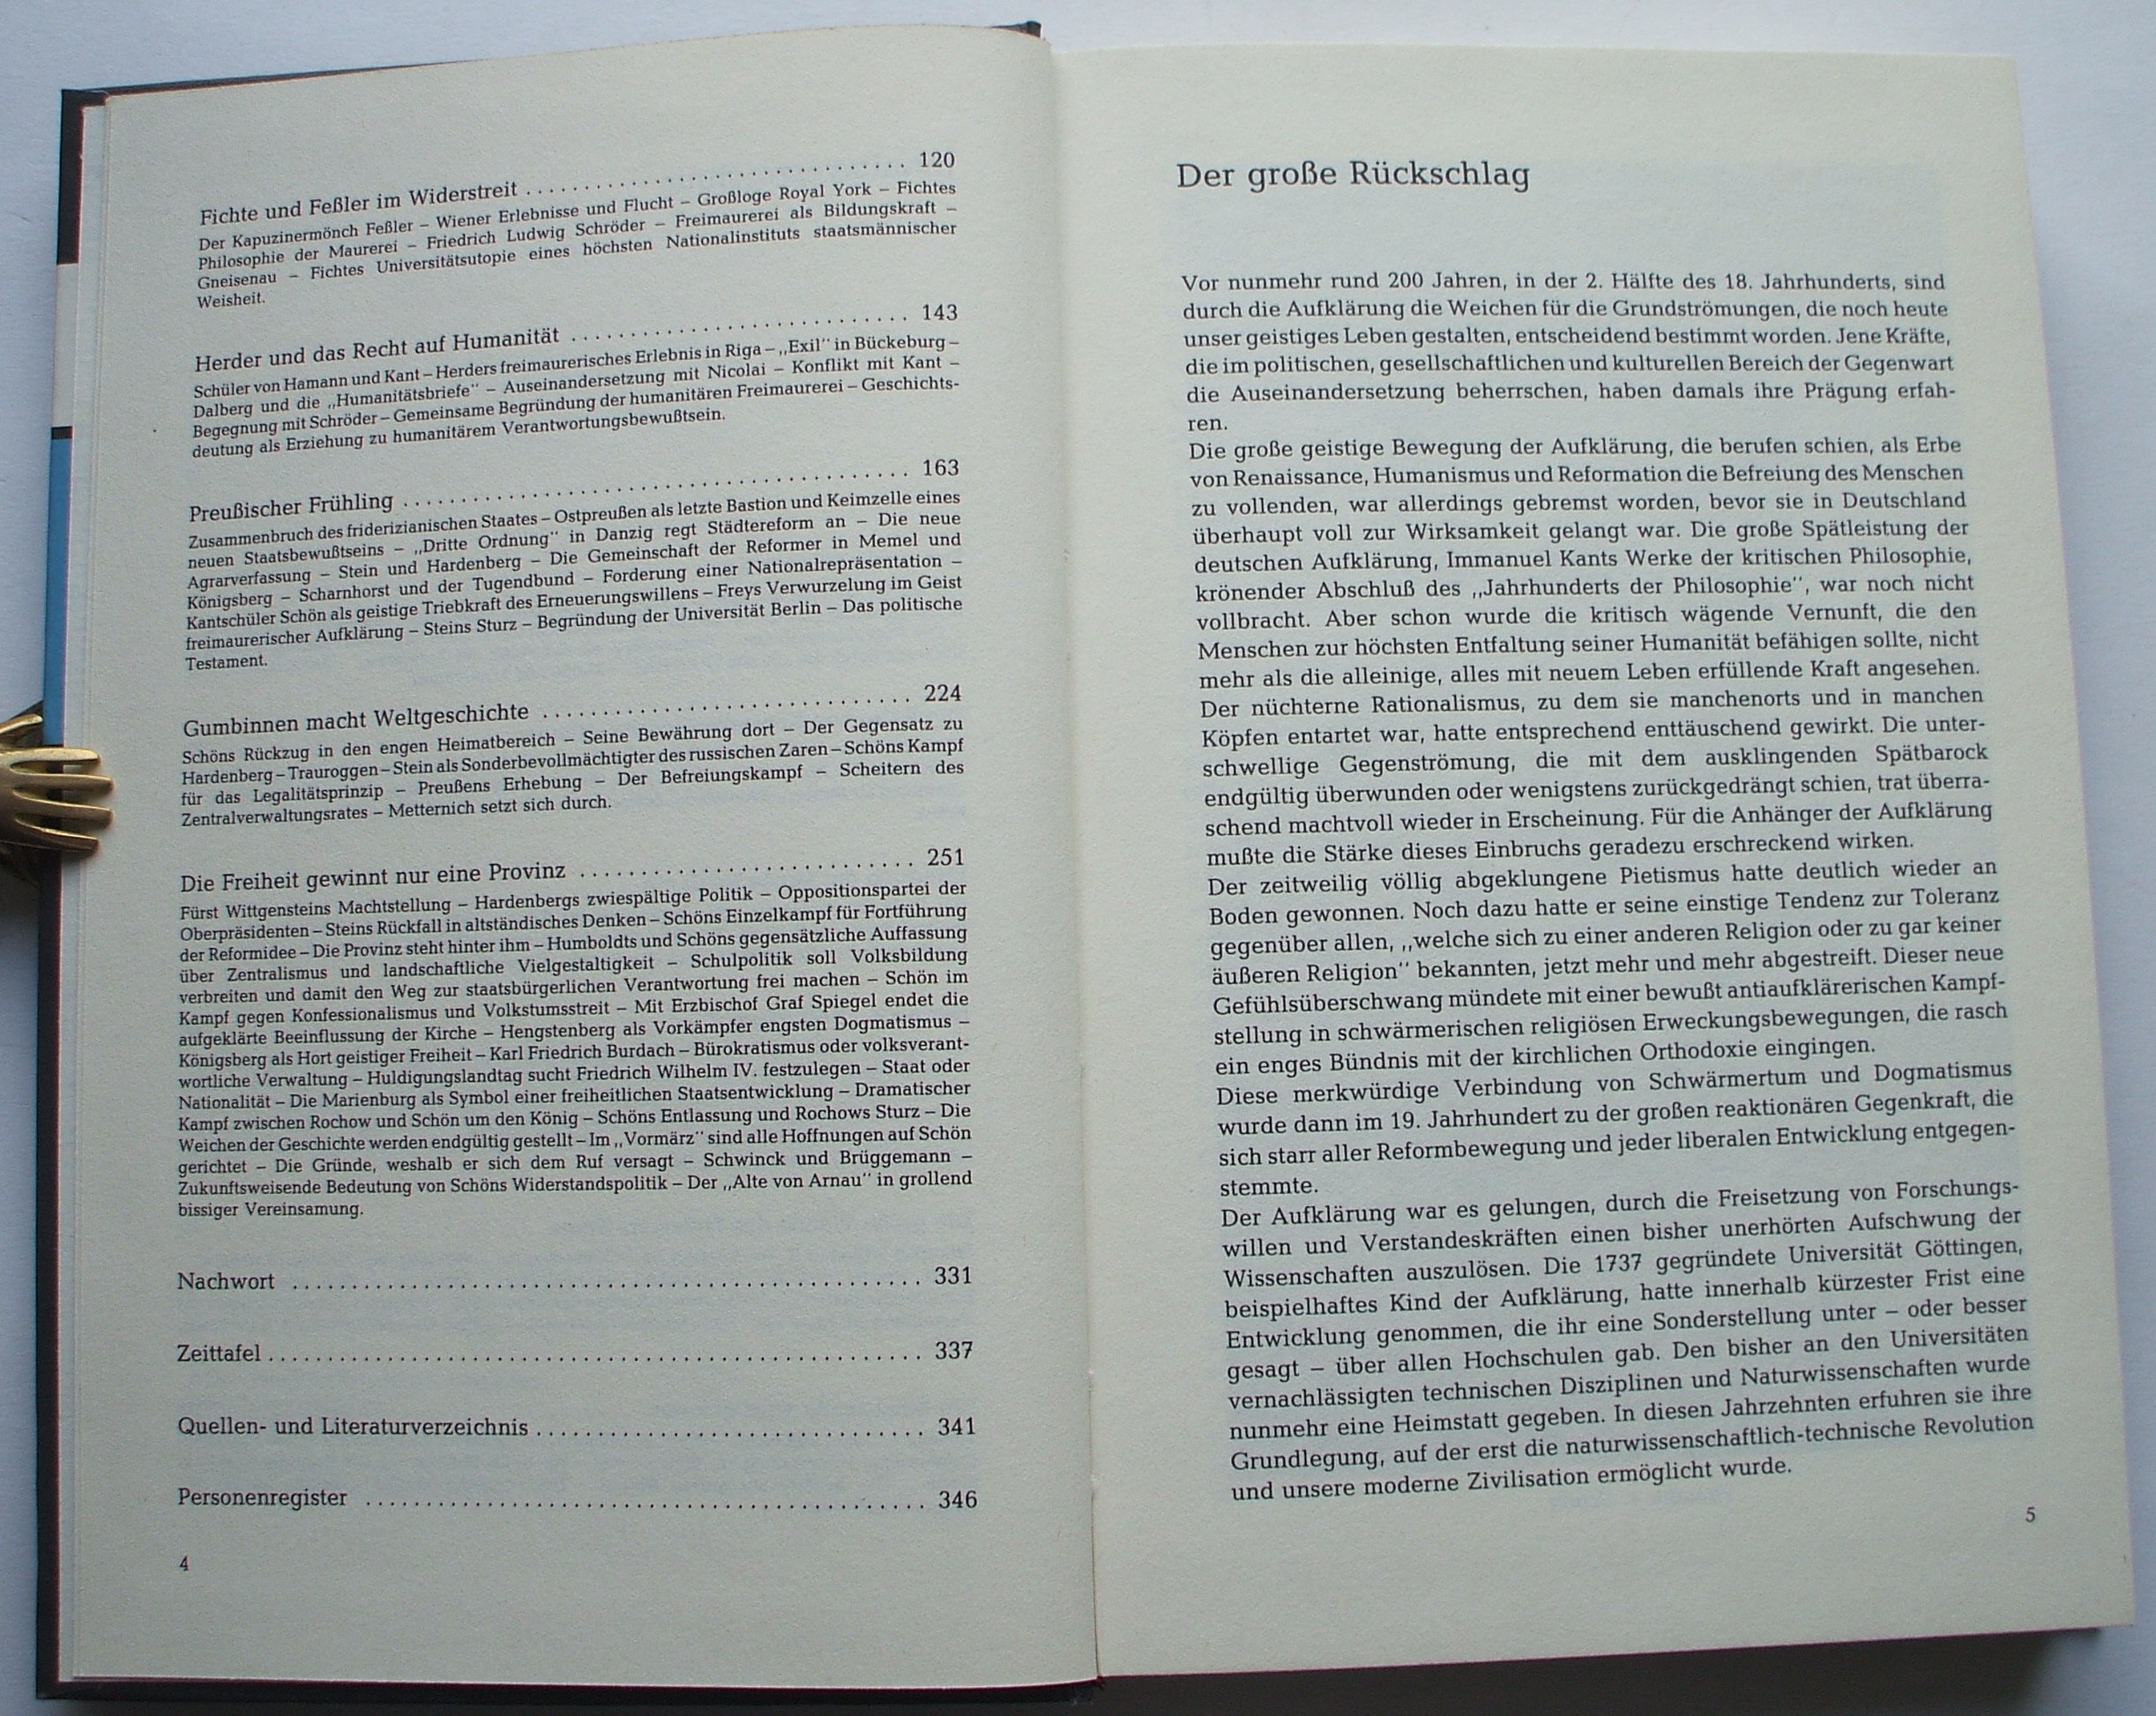 Fichte und Feßler im Widerstreit . . . . . . . . . . . . . . . . . . . . . . . . . . . . . . . . 120
Der Kapuzinermönch Feßler – Wiener Erlebnisse und Flucht – Großloge Royal York – Fichtes
Philosophie der Maurerei – Friedrich Ludwig Schröder – Freimaurerei als Bildungskraft –
Gneisenau – Fichtes Universitätsutopie eines höchsten Nationalinstituts staatsmännischer
Weisheit.
Herder und das Recht auf Humanität . . . . . . . . . . . . . . . . . . . . . . . . . . . . 143
Schüler von Hamann und Kant – Herders freimaurerisches Erlebnis in Riga – „Exil“ in Bückeburg –
Dalberg und die „Humanitätsbriefe“ – Auseinandersetzung mit Nicolai – Konflikt mit Kant –
Begegnung mit Schröder – Gemeinsame Begründung der humanitären Freimaurerei – Geschichts-
deutung als Erziehung zu humanitärem Verantwortungsbewußtsein.
Preußischer Frühling . . . . . . . . . . . . . . . . . . . . . . . . . . . . . . . . . . . . . . . . . . 163
Zusammenbruch des friderizianischen Staates – Ostpreußen als letzte Bastion und Keimzelle eines
neuen Staatsbewußtseins – „Dritte Ordnung“ in Danzig regt Städtereform an – Die neue
Agrarverfassung – Stein und Hardenberg – Die Gemeinschaft der Reformer in Memel und
Königsberg – Scharnhorst und der Tugendbund – Forderung einer Nationalrepräsentation –
Kantschüler Schön als geistige Triebkraft des Erneuerungswillens – Freys Verwurzelung im Geist
freimaurerischer Aufklärung – Steins Sturz – Begründung der Universität Berlin – Das politische
Testament.
Gumbinnen macht Weltgeschichte . . . . . . . . . . . . . . . . . . . . . . . . . . . . . . . 224
Schöns Rückzug in den engen Heimatbereich – Seine Bewährung dort – Der Gegensatz zu
Hardenberg – Trauroggen – Stein als Sonderbevollmächtigter des russischen Zaren – Schöns Kampf
für das Legalitätsprinzip – Preußens Erhebung – Der Befreiungskampf – Scheitern des
Zentralverwaltungsrates – Metternich setzt sich durch.
Die Freiheit gewinnt nur eine Provinz . . . . . . . . . . . . . . . . . . . . . . . . . . . . 251
Fürst Wittgensteins Machtstellung – Hardenbergs zwiespältige Politik – Oppositionspartei der
Oberpräsidenten – Steins Rückfall in altständisches Denken – Schöns Einzelkampf für Fortführung
der Reformidee – Die Provinz steht hinter ihm – Humboldts und Schöns gegensätzliche Auffassung
über Zentralismus und landschaftliche Vielgestaltigkeit – Schulpolitik soll Volksbildung
verbreiten und damit den Weg zur staatsbürgerlichen Verantwortung frei machen – Schön im
Kampf gegen Konfessionalismus und Volkstumsstreit – Mit Erzbischof Graf Spiegel endet die
aufgeklärte Beeinflussung der Kirche – Hengstenberg als Vorkämpfer engsten Dogmatismus –
Königsberg als Hort geistiger Freiheit – Karl Friedrich Burdach – Bürokratismus oder volksverant-
wortliche Verwaltung – Huldigungslandtag sucht Friedrich Wilhelm IV. festzulegen – Staat oder
Nationalität – Die Marienburg als Symbol einer freiheitlichen Staatsentwicklung – Dramatischer
Kampf zwischen Rochow und Schön um den König – Schöns Entlassung und Rochows Sturz – Die
Weichen der Geschichte werden endgültig gestellt – Im „Vormärz“ sind alle Hoffnungen auf Schön
gerichtet – Die Gründe, weshalb er sich dem Ruf versagt – Schwinck und Brüggemann –
Zukunftsweisende Bedeutung von Schöns Widerstandspolitik – Der „Alte von Arnau“ in grollend
bissiger Vereinsamung.
Nachwort . . . . . . . . . . . . . . . . . . . . . . . . . . . . . . . . . . . . . . . . . . . . . . . . . . . . 331
Zeittafel . . . . . . . . . . . . . . . . . . . . . . . . . . . . . . . . . . . . . . . . . . . . . . . . . . . . . . 337
Quellen- und Literaturverzeichnis . . . . . . . . . . . . . . . . . . . . . . . . . . . . . . . . 341
Personenregister . . . . . . . . . . . . . . . . . . . . . . . . . . . . . . . . . . . . . . . . . . . . . . 346
4
Der große Rückschlag
Vor nunmehr rund 200 Jahren, in der 2. Hälfte des 18. Jahrhunderts, sind
durch die Aufklärung die Weichen für die Grundströmungen, die noch heute
unser geistiges Leben gestalten, entscheidend bestimmt worden. Jene Kräfte,
die im politischen, gesellschaftlichen und kulturellen Bereich der Gegenwart
die Auseinandersetzung beherrschen, haben damals ihre Prägung erfah-
ren.
Die große geistige Bewegung der Aufklärung, die berufen schien, als Erbe
von Renaissance, Humanismus und Reformation die Befreiung des Menschen
zu vollenden, war allerdings gebremst worden, bevor sie in Deutschland
überhaupt voll zur Wirksamkeit gelangt war. Die große Spätleistung der
deutschen Aufklärung, Immanuel Kants Werke der kritischen Philosophie,
krönender Abschluß des „Jahrhunderts der Philosophie“, war noch nicht
vollbracht. Aber schon wurde die kritisch wägende Vernunft, die den
Menschen zur höchsten Entfaltung seiner Humanität befähigen sollte, nicht
mehr als die alleinige, alles mit neuem Leben erfüllende Kraft angesehen.
Der nüchterne Rationalismus, zu dem sie manchenorts und in manchen
Köpfen entartet war, hatte entsprechend enttäuschend gewirkt. Die unter-
schwellige Gegenströmung, die mit dem ausklingenden Spätbarock
endgültig überwunden oder wenigstens zurückgedrängt schien, trat überra-
schend machtvoll wieder in Erscheinung. Für die Anhänger der Aufklärung
mußte die Stärke dieses Einbruchs geradezu erschreckend wirken.
Der zeitweilig völlig abgeklungene Pietismus hatte deutlich wieder an
Boden gewonnen. Noch dazu hatte er seine einstige Tendenz zur Toleranz
gegenüber allen, „welche sich zu einer anderen Religion oder zu gar keiner
äußeren Religion“ bekannten, jetzt mehr und mehr abgestreift. Dieser neue
Gefühlsüberschwang mündete mit einer bewußt antiaufklärerischen Kampf-
stellung in schwärmerischen religiösen Erweckungsbewegungen, die rasch
ein enges Bündnis mit der kirchlichen Orthodoxie eingingen.
Diese merkwürdige Verbindung von Schwärmertum und Dogmatismus
wurde dann im 19. Jahrhundert zu der großen reaktionären Gegenkraft, die
sich starr aller Reformbewegung und jeder liberalen Entwicklung entgegen-
stemmte.
Der Aufklärung war es gelungen, durch die Freisetzung von Forschungs-
willen und Verstandeskräften einen bisher unerhörten Aufschwung der
Wissenschaften auszulösen. Die 1737 gegründete Universität Göttingen,
beispielhaftes Kind der Aufklärung, hatte innerhalb kürzester Frist eine
Entwicklung genommen, die ihr eine Sonderstellung unter – oder besser
gesagt – über allen Hochschulen gab. Den bisher an den Universitäten
vernachlässigten technischen Disziplinen und Naturwissenschaften wurde
nunmehr eine Heimstatt gegeben. In diesen Jahrzehnten erfuhren sie ihre
Grundlegung, auf der erst die naturwissenschaftlich-technische Revolution
und unsere moderne Zivilisation ermöglicht wurde.
5